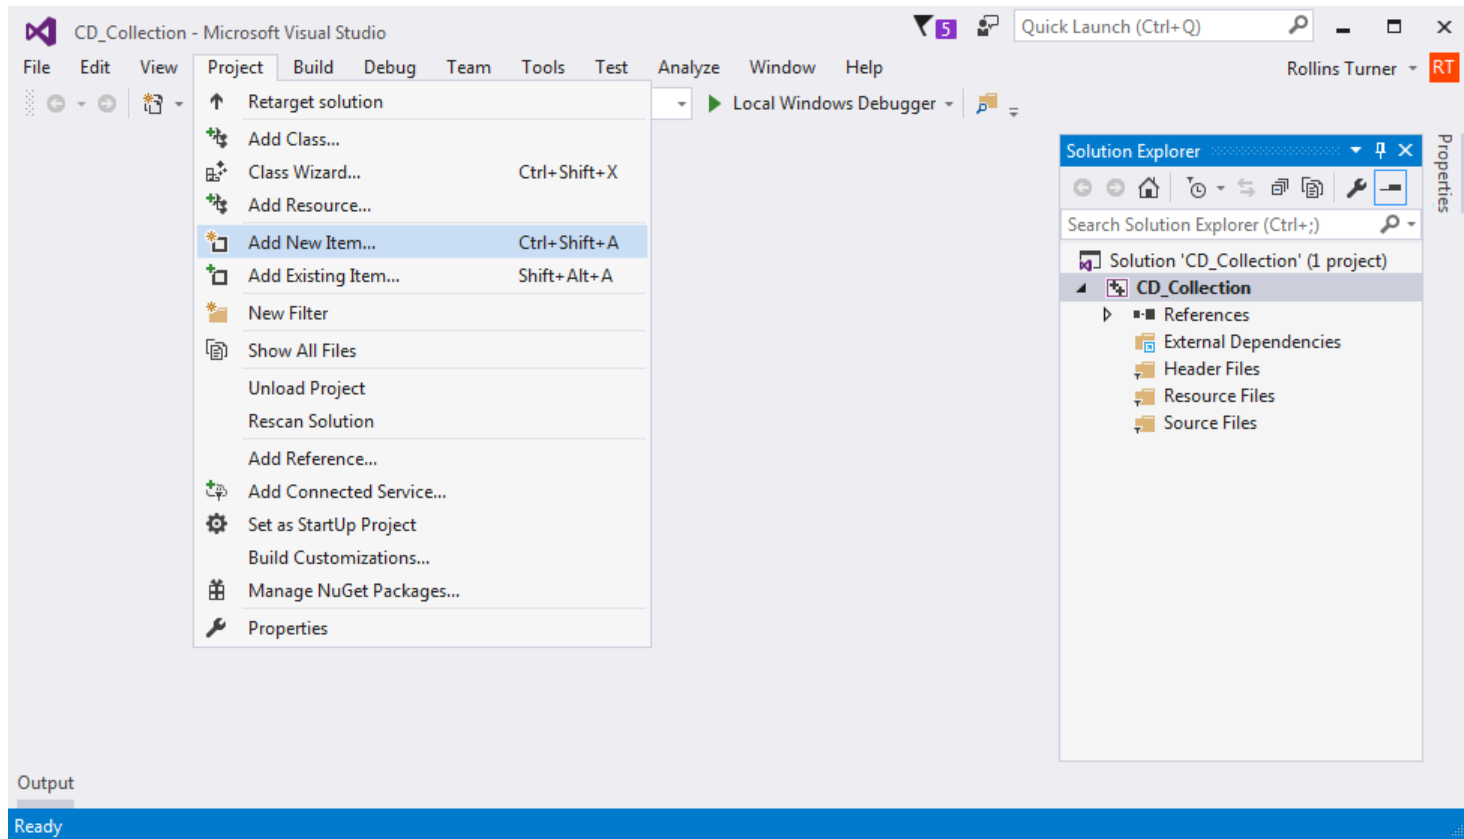 CD_Collection - Microsoft Visual Studio
5
Quick Launch (Ctrl+Q)
File Edit View Project Build Debug Team Tools Test Analyze Window Help
Rollins Turner
RT
Local Windows Debugger
Retarget solution
Add Class...
Class Wizard... Ctrl+Shift+X
Add Resource...
Add New Item... Ctrl+Shift+A
Add Existing Item... Shift+Alt+A
New Filter
Show All Files
Unload Project
Rescan Solution
Add Reference...
Add Connected Service...
Set as StartUp Project
Build Customizations...
Manage NuGet Packages...
Properties
Solution Explorer
Search Solution Explorer (Ctrl+;)
Solution 'CD_Collection' (1 project)
CD_Collection
References
External Dependencies
Header Files
Resource Files
Source Files
Properties
Output
Ready